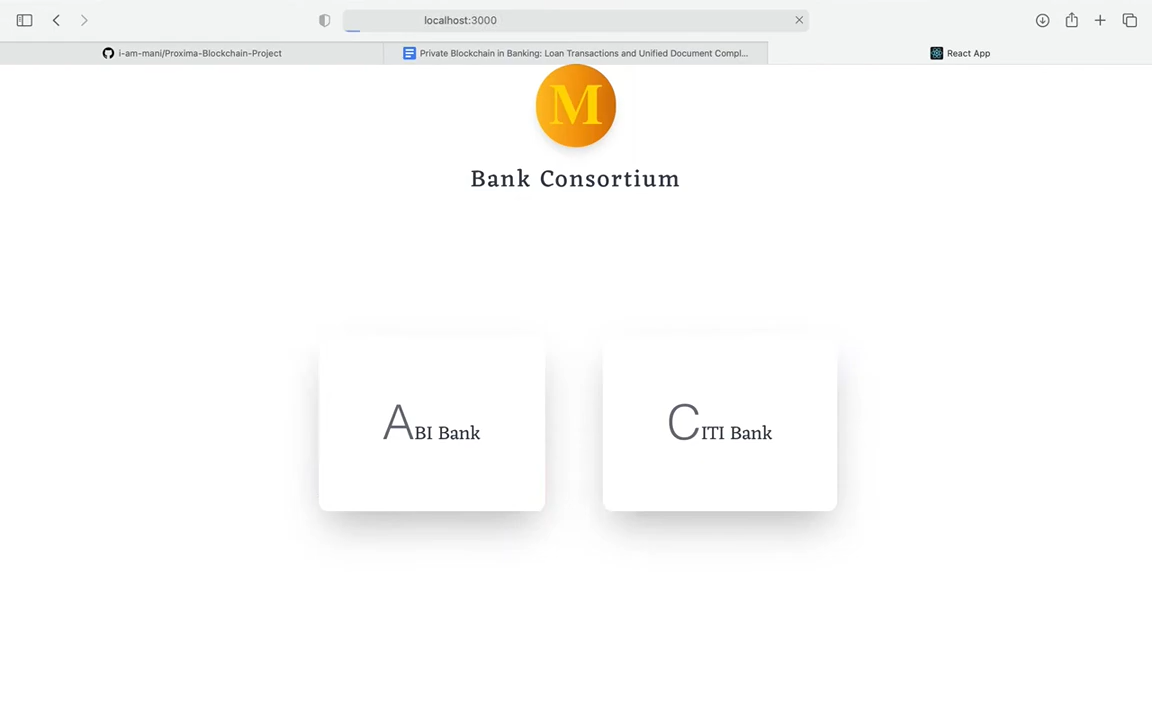 localhost:3000
i-am-mani/Proxima-Blockchain-Project
Private Blockchain in Banking: Loan Transactions and Unified Document Compl...
React App
M
Bank Consortium
ABI Bank
CITI Bank